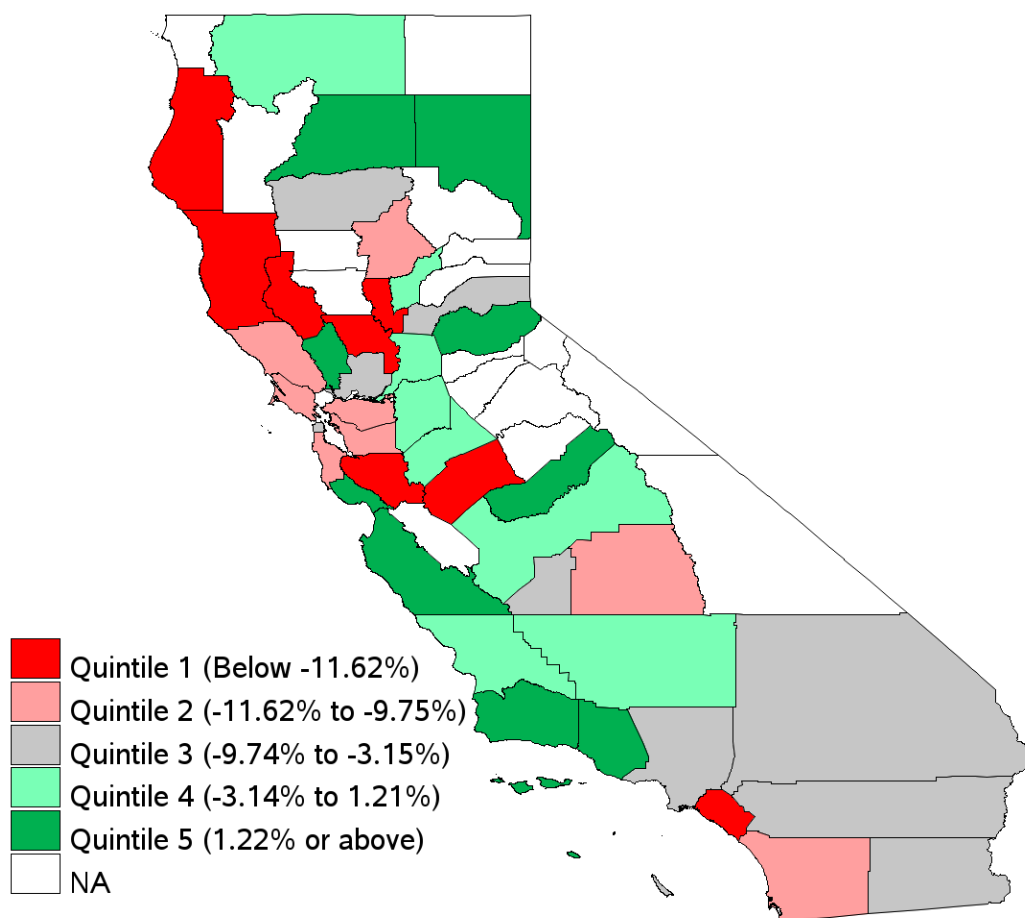 Quintile 1 (Below -11.62%)
Quintile 2 (-11.62% to -9.75%)
Quintile 3 (-9.74% to -3.15%)
Quintile 4 (-3.14% to 1.21%)
Quintile 5 (1.22% or above)
NA